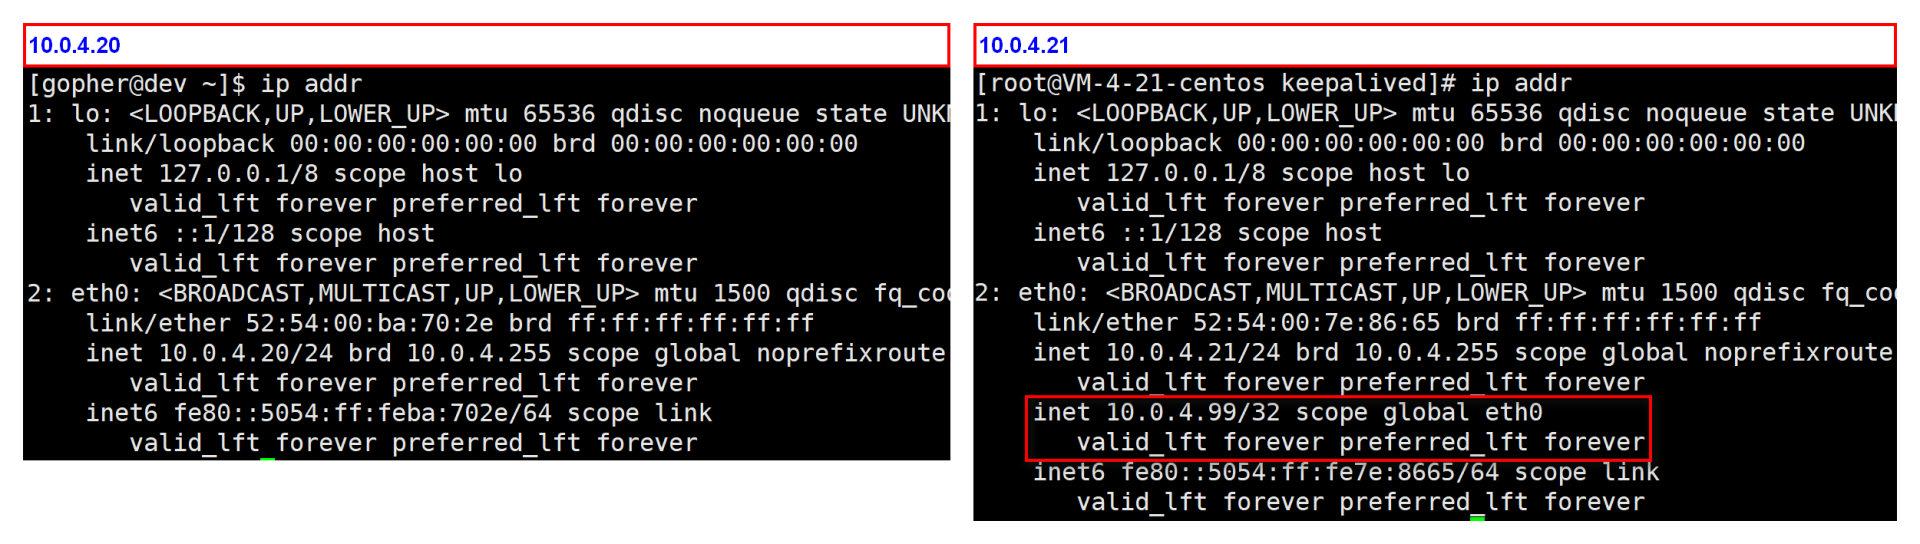 10.0.4.20
[gopher@dev ~]$ ip addr
1: lo: <LOOPBACK,UP,LOWER_UP> mtu 65536 qdisc noqueue state
    link/loopback 00:00:00:00:00:00 brd 00:00:00:00:00:00
    inet 127.0.0.1/8 scope host lo
       valid_lft forever preferred_lft forever
    inet6 ::1/128 scope host
       valid_lft forever preferred_lft forever
2: eth0: <BROADCAST,MULTICAST,UP,LOWER_UP> mtu 1500 qdisc
    link/ether 52:54:00:ba:70:2e brd ff:ff:ff:ff:ff:ff
    inet 10.0.4.20/24 brd 10.0.4.255 scope global noprefixroute
       valid_lft forever preferred_lft forever
    inet6 fe80::5054:ff:feba:702e/64 scope link
       valid_lft forever preferred_lft forever
10.0.4.21
[root@VM-4-21-centos keepalived]# ip addr
1: lo: <LOOPBACK,UP,LOWER_UP> mtu 65536 qdisc noqueue state
    link/loopback 00:00:00:00:00:00 brd 00:00:00:00:00:00
    inet 127.0.0.1/8 scope host lo
       valid_lft forever preferred_lft forever
    inet6 ::1/128 scope host
       valid_lft forever preferred_lft forever
2: eth0: <BROADCAST,MULTICAST,UP,LOWER_UP> mtu 1500 qdisc
    link/ether 52:54:00:7e:86:65 brd ff:ff:ff:ff:ff:ff
    inet 10.0.4.21/24 brd 10.0.4.255 scope global noprefixroute
       valid_lft forever preferred_lft forever
    inet 10.0.4.99/32 scope global eth0
       valid_lft forever preferred_lft forever
    inet6 fe80::5054:ff:fe7e:8665/64 scope link
       valid_lft forever preferred_lft forever